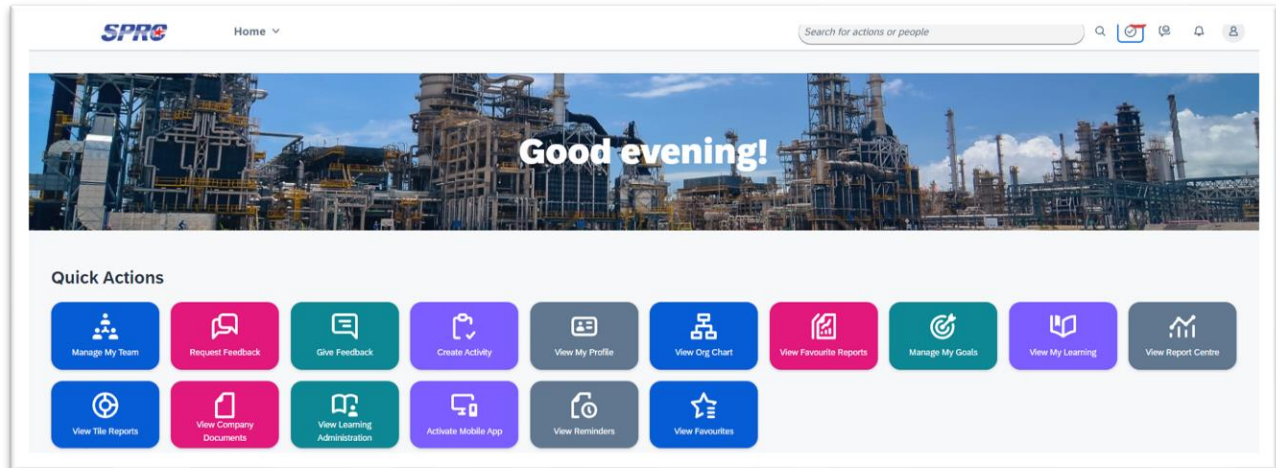 SPRO
Home
Search for actions or people
Good evening!
Quick Actions
Manage My Team
Request Feedback
Give Feedback
Create Activity
View My Profile
View Org Chart
View Favourite Reports
Manage My Goals
View My Learning
View Report Centre
View Tile Reports
View Company
Documents
View Learning
Administration
Activate Mobile App
View Reminders
View Favourites